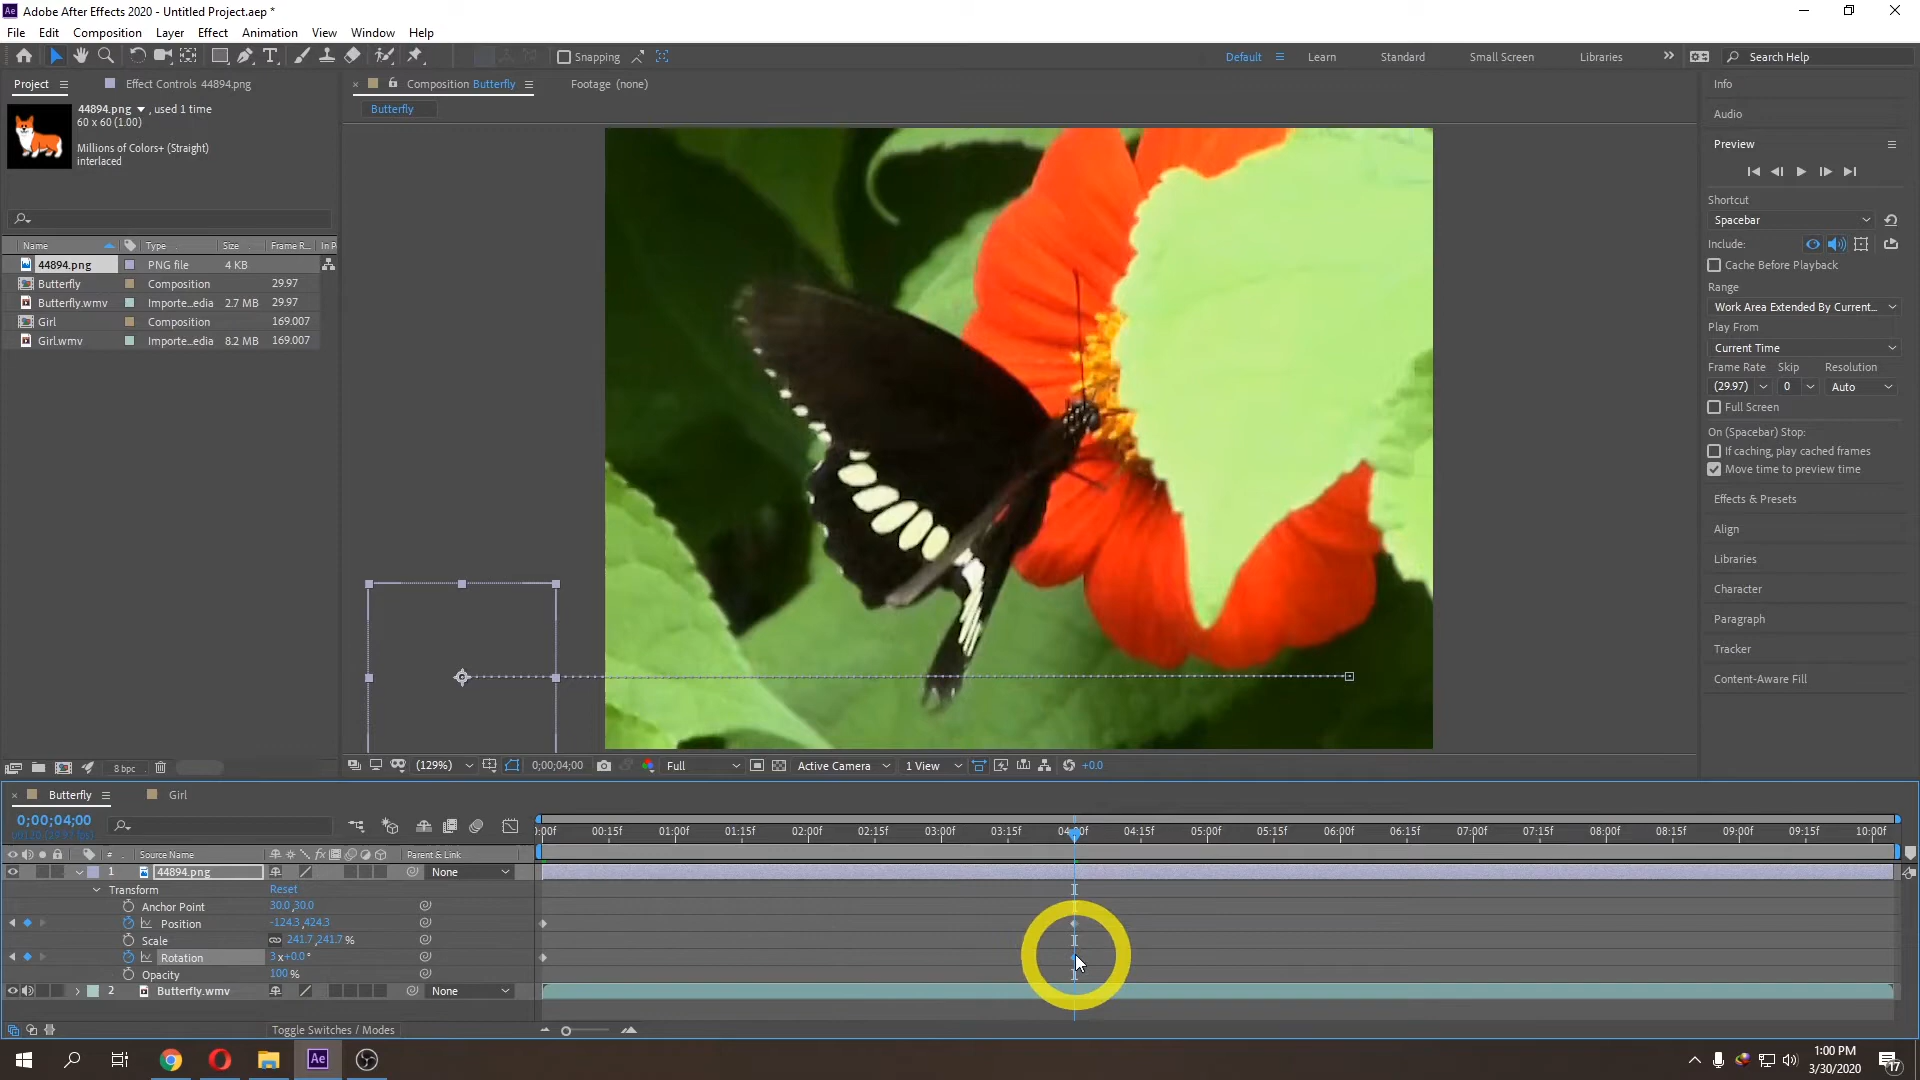 Adobe After Effects 2020 - Untitled Project.aep *
File Edit Composition Layer Effect Animation View Window Help
Snapping Default Learn Standard Small Screen Libraries Search Help
Project Effect Controls 44894.png Composition Butterfly Footage (none)
44894.png , used 1 time
60 x 60 (1.00)
Millions of Colors+ (Straight)
interlaced
Butterfly
Name Type Size Frame R... In P
44894.png PNG file 4 KB
Butterfly Composition 29.97
Butterfly.wmv Importe...edia 2.7 MB 29.97
Girl Composition 169.007
Girl.wmv Importe...edia 8.2 MB 169.007
Info
Audio
Preview
Shortcut
Spacebar
Include:
Cache Before Playback
Range
Work Area Extended By Current...
Play From
Current Time
Frame Rate Skip Resolution
(29.97) 0 Auto
Full Screen
On (Spacebar) Stop:
If caching, play cached frames
Move time to preview time
Effects & Presets
Align
Libraries
Character
Paragraph
Tracker
Content-Aware Fill
8 bpc (129%) 0;00;04;00 Full Active Camera 1 View +0.0
Butterfly Girl
0;00;04;00
:00f 00:15f 01:00f 01:15f 02:00f 02:15f 03:00f 03:15f 04:00f 04:15f 05:00f 05:15f 06:00f 06:15f 07:00f 07:15f 08:00f 08:15f 09:00f 09:15f 10:00f
# Source Name fx Parent & Link
1 44894.png None
Transform Reset
Anchor Point 30.0,30.0
Position -124.3,424.3
Scale 241.7,241.7 %
Rotation 3 x+0.0 °
Opacity 100 %
2 Butterfly.wmv None
Toggle Switches / Modes
Ae
1:00 PM
3/30/2020
17